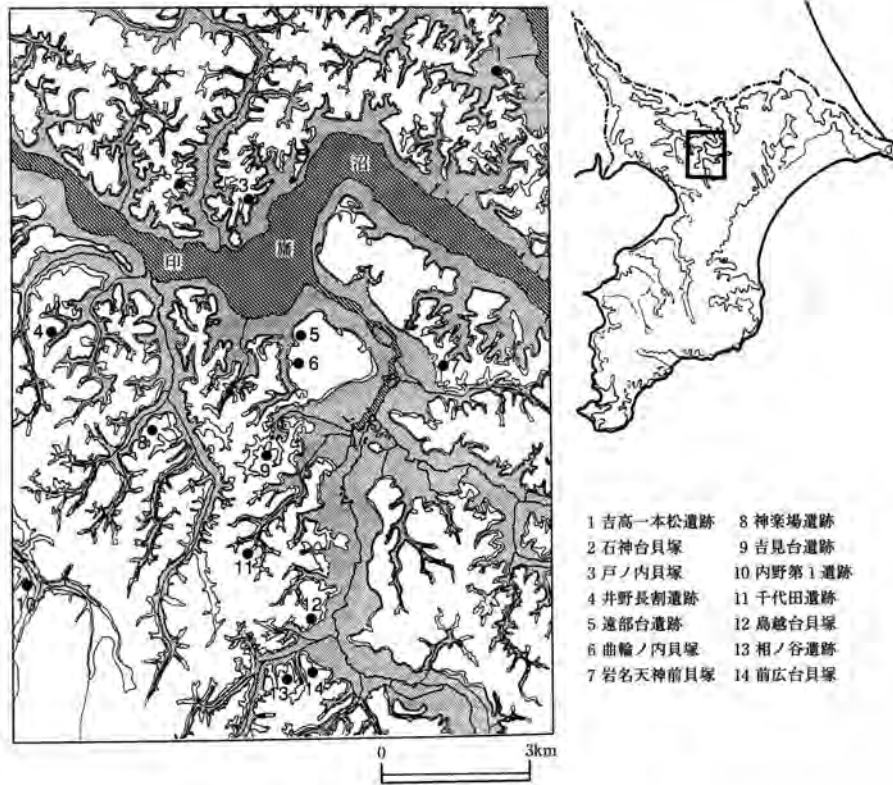 1
2
3
沼
印
旛
4
5
6
7
8
9
10
11
12
13
14
0 3km
1 吉高一本松遺跡 8 神楽場遺跡
2 石神台貝塚 9 吉見台遺跡
3 戸ノ内貝塚 10 内野第1遺跡
4 井野長割遺跡 11 千代田遺跡
5 遠部台遺跡 12 島越台貝塚
6 曲輪ノ内貝塚 13 相ノ谷遺跡
7 岩名天神前貝塚 14 前広台貝塚